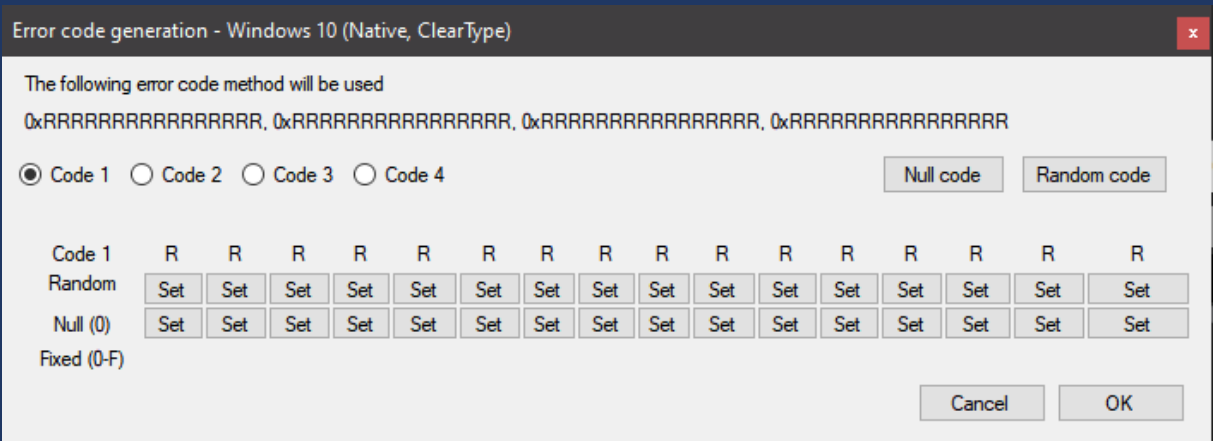 Error code generation - Windows 10 (Native, ClearType)
x
The following error code method will be used
0xRRRRRRRRRRRRRRRR, 0xRRRRRRRRRRRRRRRR, 0xRRRRRRRRRRRRRRRR, 0xRRRRRRRRRRRRRRRR
Code 1 Code 2 Code 3 Code 4 Null code Random code
Code 1 R R R R R R R R R R R R R R R R
Random Set Set Set Set Set Set Set Set Set Set Set Set Set Set Set Set
Null (0) Set Set Set Set Set Set Set Set Set Set Set Set Set Set Set Set
Fixed (0-F)
Cancel OK